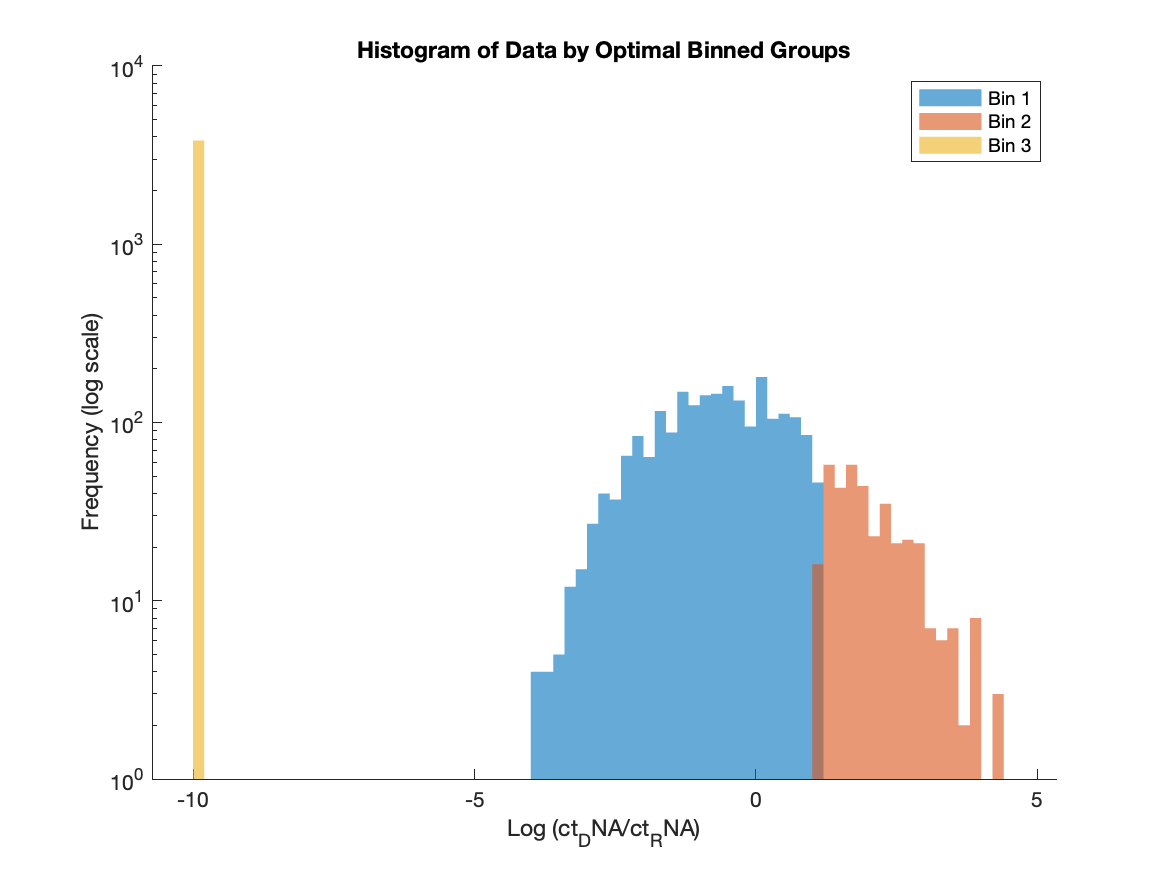 Histogram of Data by Optimal Binned Groups
10^4
10^3
10^2
10^1
10^0
Frequency (log scale)
Bin 1
Bin 2
Bin 3
-10
-5
0
5
Log (ct_DNA/ct_RNA)